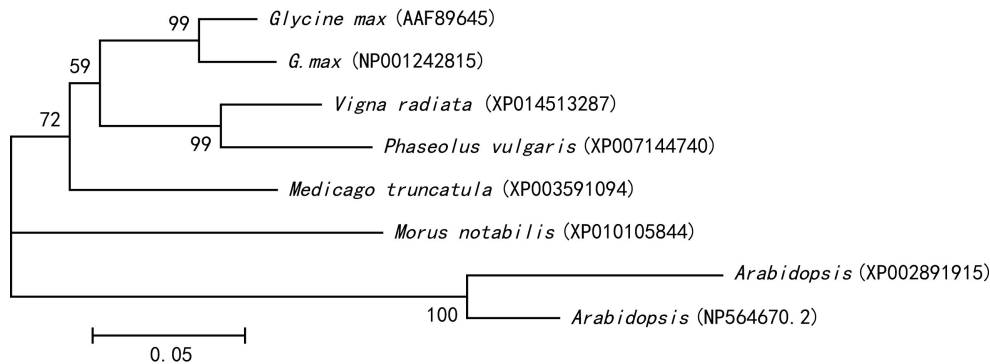 99
Glycine max (AAF89645)
G.max (NP001242815)
59
Vigna radiata (XP014513287)
72
99
Phaseolus vulgaris (XP007144740)
Medicago truncatula (XP003591094)
Morus notabilis (XP010105844)
Arabidopsis (XP002891915)
100
Arabidopsis (NP564670.2)
0.05